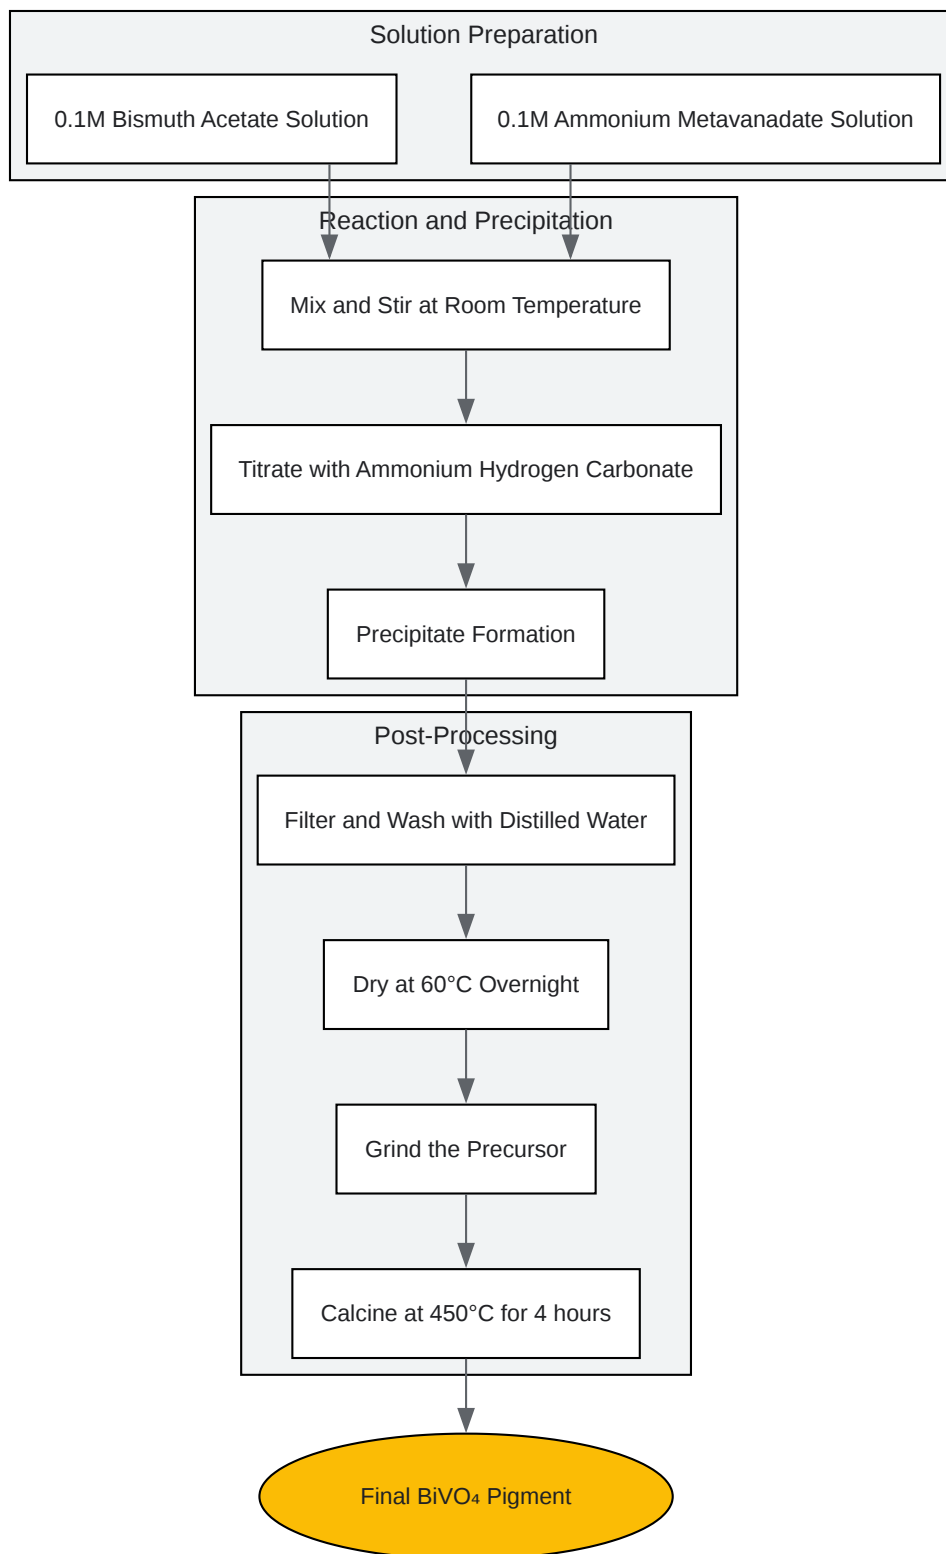 Solution Preparation
0.1M Bismuth Acetate Solution
0.1M Ammonium Metavanadate Solution
Reaction and Precipitation
Mix and Stir at Room Temperature
Titrate with Ammonium Hydrogen Carbonate
Precipitate Formation
Post-Processing
Filter and Wash with Distilled Water
Dry at 60°C Overnight
Grind the Precursor
Calcine at 450°C for 4 hours
Final BiVO₄ Pigment